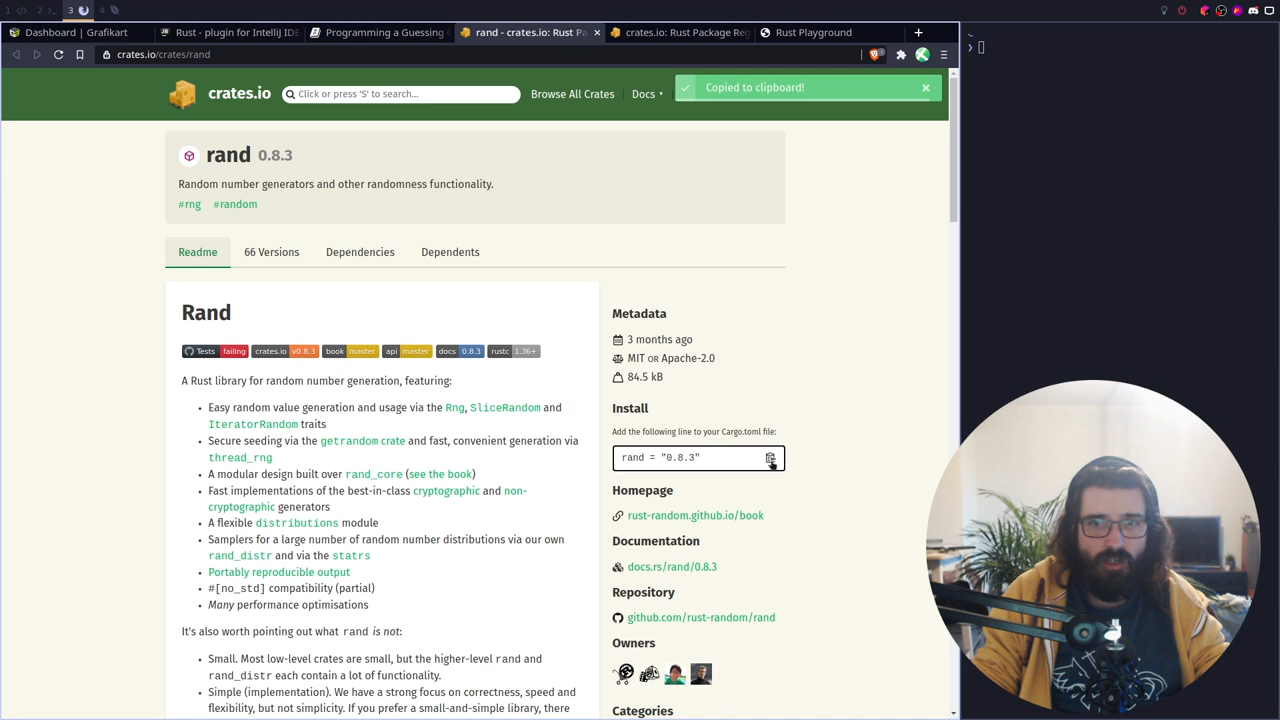 1 2 3 4
Dashboard | Grafikart
Rust - plugin for Intellij IDE
Programming a Guessing
rand - crates.io: Rust Pa
crates.io: Rust Package Reg
Rust Playground
crates.io/crates/rand
crates.io
Click or press 'S' to search...
Browse All Crates
Docs
Copied to clipboard!
rand 0.8.3
Random number generators and other randomness functionality.
#rng #random
Readme
66 Versions
Dependencies
Dependents
Rand
Tests failing crates.io v0.8.3 book master api master docs 0.8.3 rustc 1.36+
A Rust library for random number generation, featuring:
• Easy random value generation and usage via the Rng, SliceRandom and
IteratorRandom traits
• Secure seeding via the getrandom crate and fast, convenient generation via
thread_rng
• A modular design built over rand_core (see the book)
• Fast implementations of the best-in-class cryptographic and non-
cryptographic generators
• A flexible distributions module
• Samplers for a large number of random number distributions via our own
rand_distr and via the statrs
• Portably reproducible output
• #[no_std] compatibility (partial)
• Many performance optimisations
It's also worth pointing out what rand is not:
• Small. Most low-level crates are small, but the higher-level rand and
rand_distr each contain a lot of functionality.
• Simple (implementation). We have a strong focus on correctness, speed and
flexibility, but not simplicity. If you prefer a small-and-simple library, there
Metadata
3 months ago
MIT OR Apache-2.0
84.5 kB
Install
Add the following line to your Cargo.toml file:
rand = "0.8.3"
Homepage
rust-random.github.io/book
Documentation
docs.rs/rand/0.8.3
Repository
github.com/rust-random/rand
Owners
Categories
~
❯